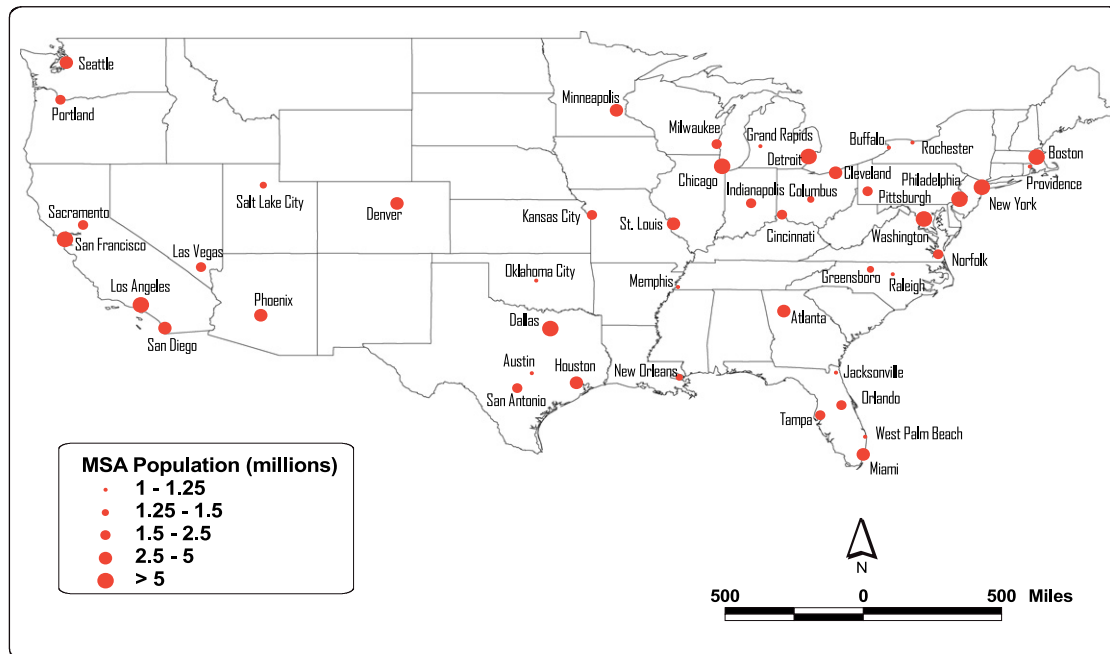 Seattle
Portland
Minneapolis
Milwaukee
Grand Rapids
Buffalo
Rochester
Boston
Detroit
Cleveland
Providence
Chicago
Philadelphia
Indianapolis
Columbus
Pittsburgh
New York
Salt Lake City
Denver
Sacramento
Kansas City
St. Louis
Cincinnati
Washington
San Francisco
Las Vegas
Norfolk
Oklahoma City
Memphis
Greensboro
Raleigh
Los Angeles
Phoenix
Dallas
Atlanta
San Diego
Austin
Houston
New Orleans
Jacksonville
San Antonio
Orlando
Tampa
West Palm Beach
Miami
MSA Population (millions)
1 - 1.25
1.25 - 1.5
1.5 - 2.5
2.5 - 5
> 5
N
500 0 500 Miles